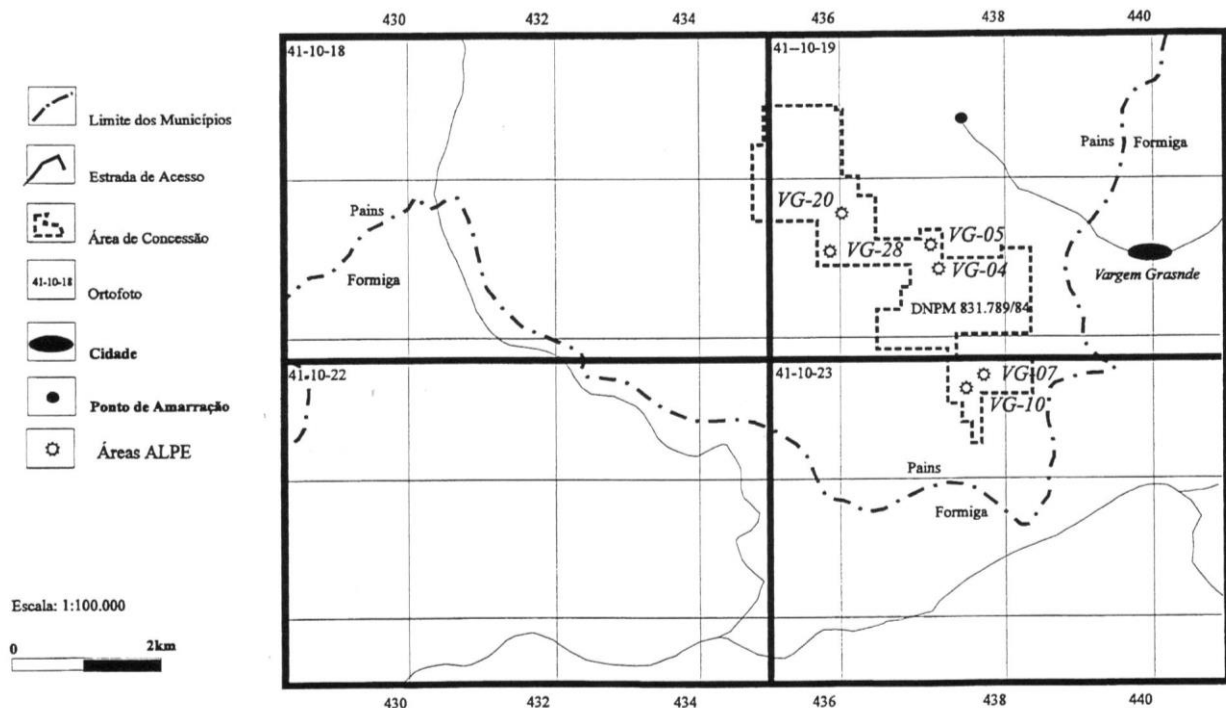 430 432 434 436 438 440
41-10-18
41--10-19
Limite dos Municípios
Estrada de Acesso
Área de Concessão
41-10-18
Ortofoto
Cidade
Ponto de Amarração
Áreas ALPE
Pains
Formiga
Pains
Formiga
VG-20
VG-05
VG-28
VG-04
Vargem Grasnde
DNPM 831.789/84
41-10-22
41-10-23
VG-07
VG-10
Pains
Formiga
Escala: 1:100.000
0 2km
430 432 434 436 438 440